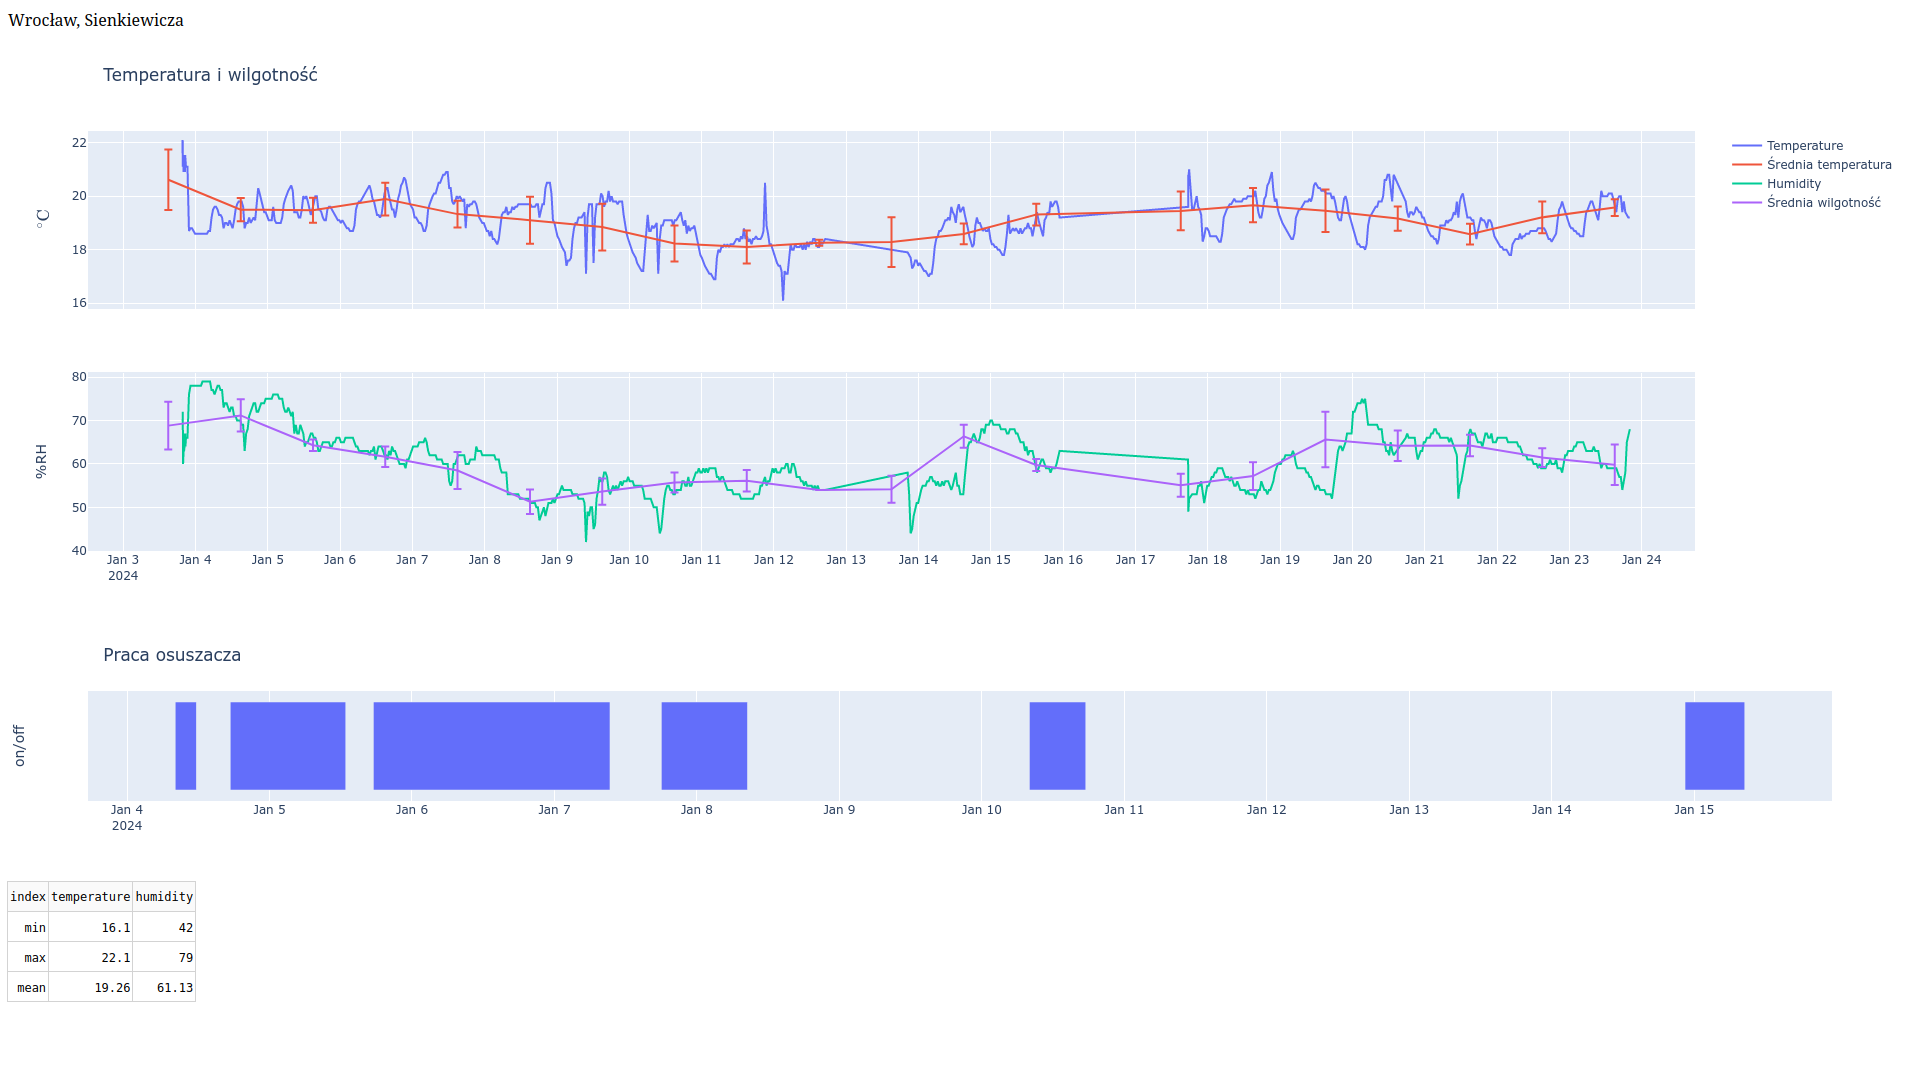 Wrocław, Sienkiewicza
Temperatura i wilgotność
22
20
18
16
°C
Temperature
Średnia temperatura
Humidity
Średnia wilgotność
80
70
60
50
40
%RH
Jan 3 Jan 4 Jan 5 Jan 6 Jan 7 Jan 8 Jan 9 Jan 10 Jan 11 Jan 12 Jan 13 Jan 14 Jan 15 Jan 16 Jan 17 Jan 18 Jan 19 Jan 20 Jan 21 Jan 22 Jan 23 Jan 24
2024
Praca osuszacza
on/off
Jan 4 Jan 5 Jan 6 Jan 7 Jan 8 Jan 9 Jan 10 Jan 11 Jan 12 Jan 13 Jan 14 Jan 15
2024
index temperature humidity
min 16.1 42
max 22.1 79
mean 19.26 61.13